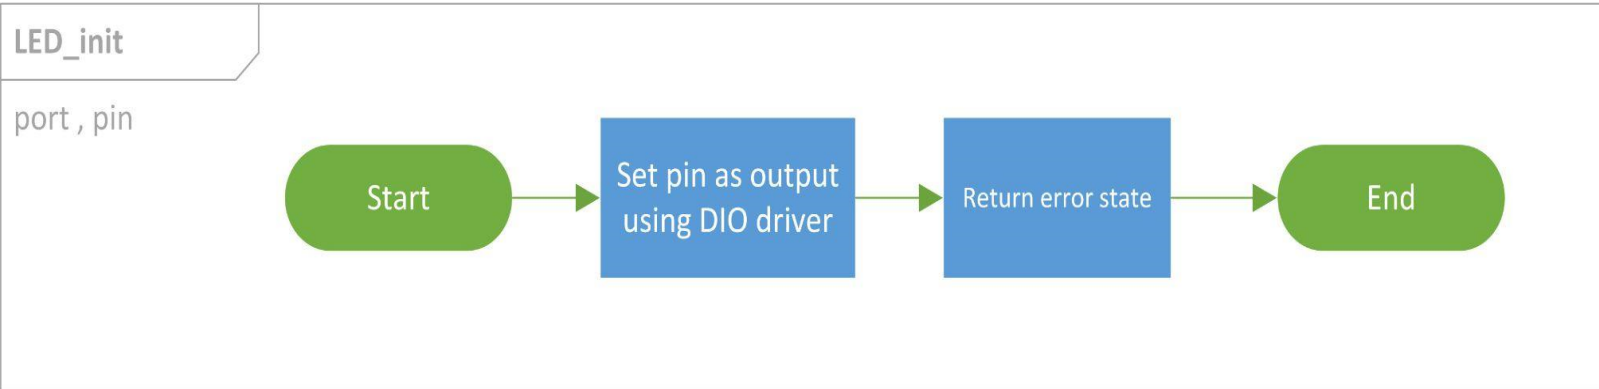 LED_init
port , pin
Start
Set pin as output
using DIO driver
Return error state
End